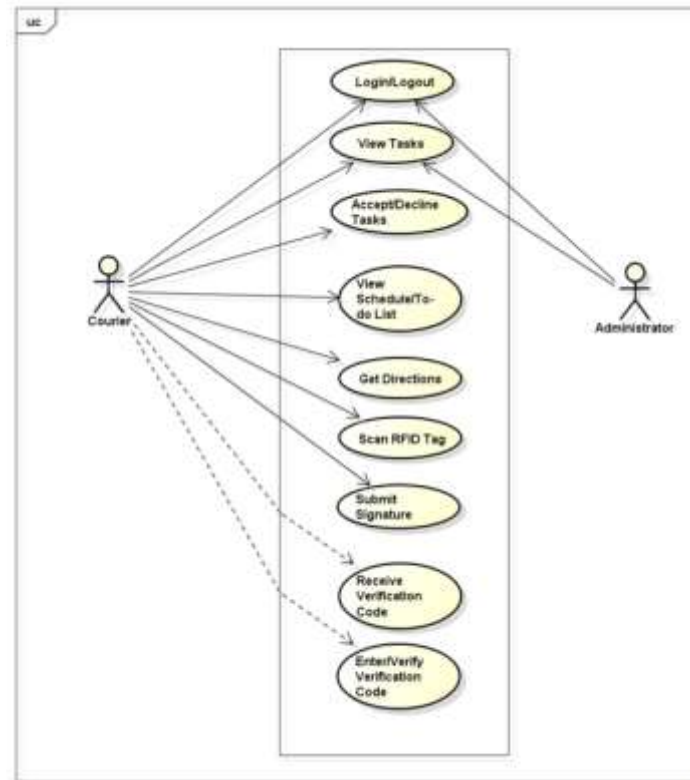 uc
Login/Logout
View Tasks
Accept/Decline
Tasks
View
Schedule/To-
do List
Courier
Administrator
Get Directions
Scan RFID Tag
Submit
Signature
Receive
Verification
Code
Enter/Verify
Verification
Code